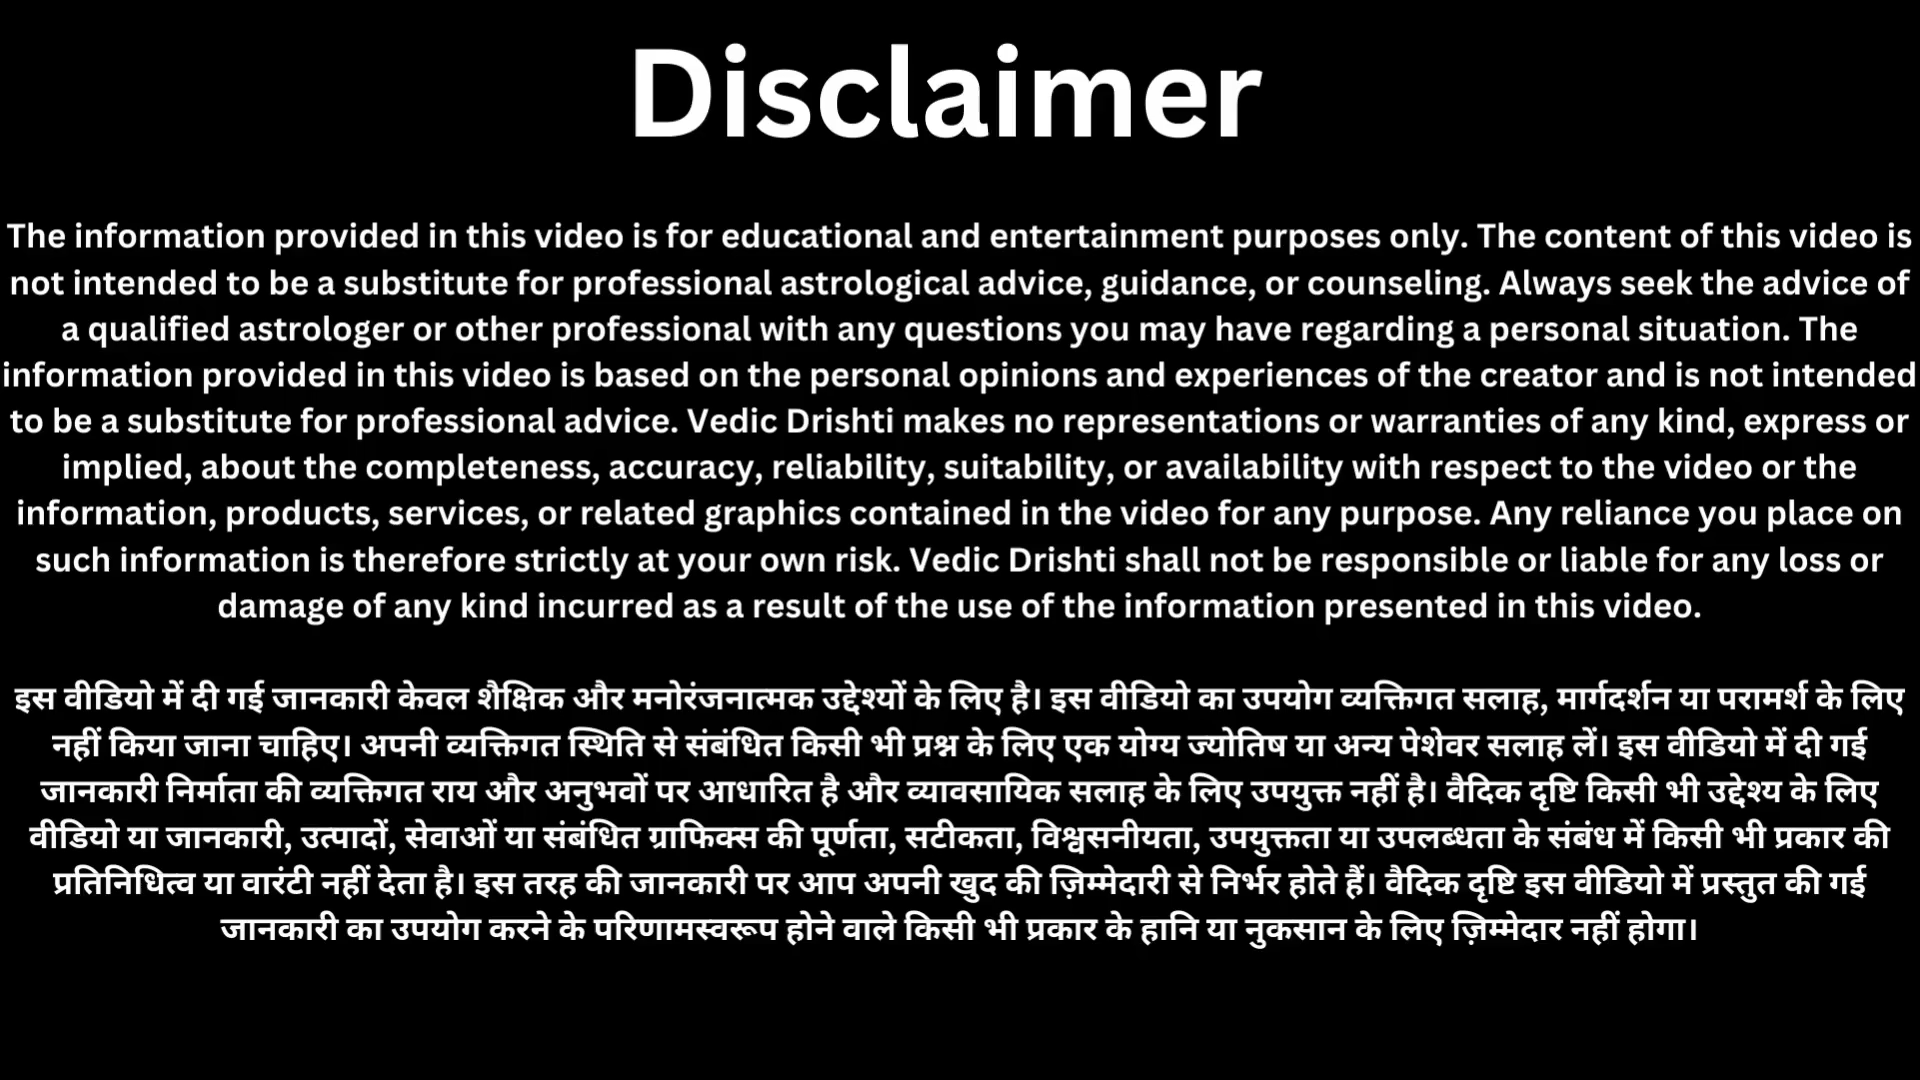 Disclaimer
The information provided in this video is for educational and entertainment purposes only. The content of this video is
not intended to be a substitute for professional astrological advice, guidance, or counseling. Always seek the advice of
a qualified astrologer or other professional with any questions you may have regarding a personal situation. The
information provided in this video is based on the personal opinions and experiences of the creator and is not intended
to be a substitute for professional advice. Vedic Drishti makes no representations or warranties of any kind, express or
implied, about the completeness, accuracy, reliability, suitability, or availability with respect to the video or the
information, products, services, or related graphics contained in the video for any purpose. Any reliance you place on
such information is therefore strictly at your own risk. Vedic Drishti shall not be responsible or liable for any loss or
damage of any kind incurred as a result of the use of the information presented in this video.
इस वीडियो में दी गई जानकारी केवल शैक्षिक और मनोरंजनात्मक उद्देश्यों के लिए है। इस वीडियो का उपयोग व्यक्तिगत सलाह, मार्गदर्शन या परामर्श के लिए
नहीं किया जाना चाहिए। अपनी व्यक्तिगत स्थिति से संबंधित किसी भी प्रश्न के लिए एक योग्य ज्योतिष या अन्य पेशेवर सलाह लें। इस वीडियो में दी गई
जानकारी निर्माता की व्यक्तिगत राय और अनुभवों पर आधारित है और व्यावसायिक सलाह के लिए उपयुक्त नहीं है। वैदिक दृष्टि किसी भी उद्देश्य के लिए
वीडियो या जानकारी, उत्पादों, सेवाओं या संबंधित ग्राफिक्स की पूर्णता, सटीकता, विश्वसनीयता, उपयुक्तता या उपलब्धता के संबंध में किसी भी प्रकार की
प्रतिनिधित्व या वारंटी नहीं देता है। इस तरह की जानकारी पर आप अपनी खुद की ज़िम्मेदारी से निर्भर होते हैं। वैदिक दृष्टि इस वीडियो में प्रस्तुत की गई
जानकारी का उपयोग करने के परिणामस्वरूप होने वाले किसी भी प्रकार के हानि या नुकसान के लिए ज़िम्मेदार नहीं होगा।